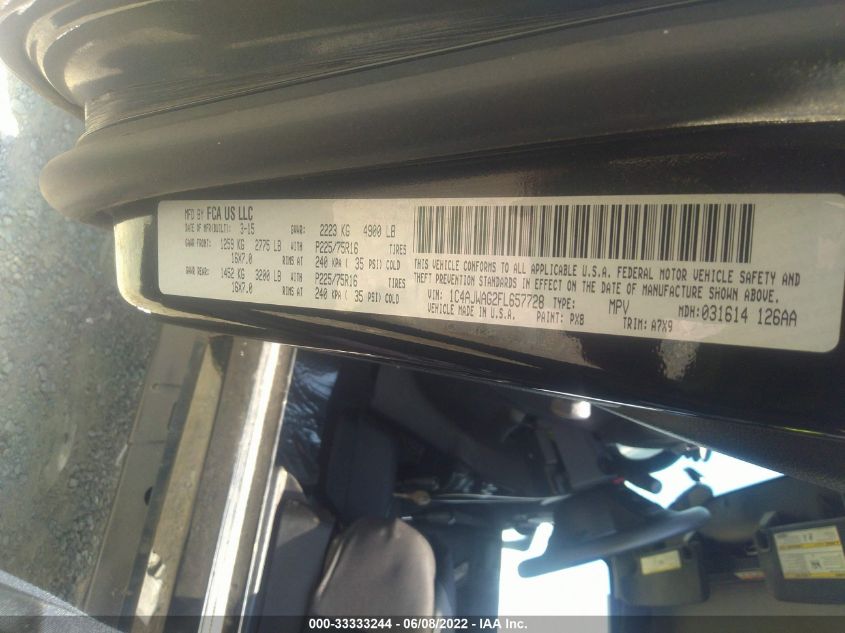 MFD BY FCA US LLC
DATE OF MFR(BUILT): 3-15 GVWR: 2223 KG 4900 LB
GAWR FRONT: 1259 KG 2775 LB WITH P225/75R16 TIRES
16X7.0 RIMS AT 240 KPA ( 35 PSI) COLD
GAWR REAR: 1452 KG 3200 LB WITH P225/75R16 TIRES
16X7.0 RIMS AT 240 KPA ( 35 PSI) COLD
THIS VEHICLE CONFORMS TO ALL APPLICABLE U.S.A. FEDERAL MOTOR VEHICLE SAFETY AND
THEFT PREVENTION STANDARDS IN EFFECT ON THE DATE OF MANUFACTURE SHOWN ABOVE.
VIN: 1C4AJWAG2FL657728 TYPE: MPV MDH: 031614 126AA
VEHICLE MADE IN U.S.A. PAINT: PX8 TRIM: A7X9
000-33333244 - 06/08/2022 - IAA Inc.